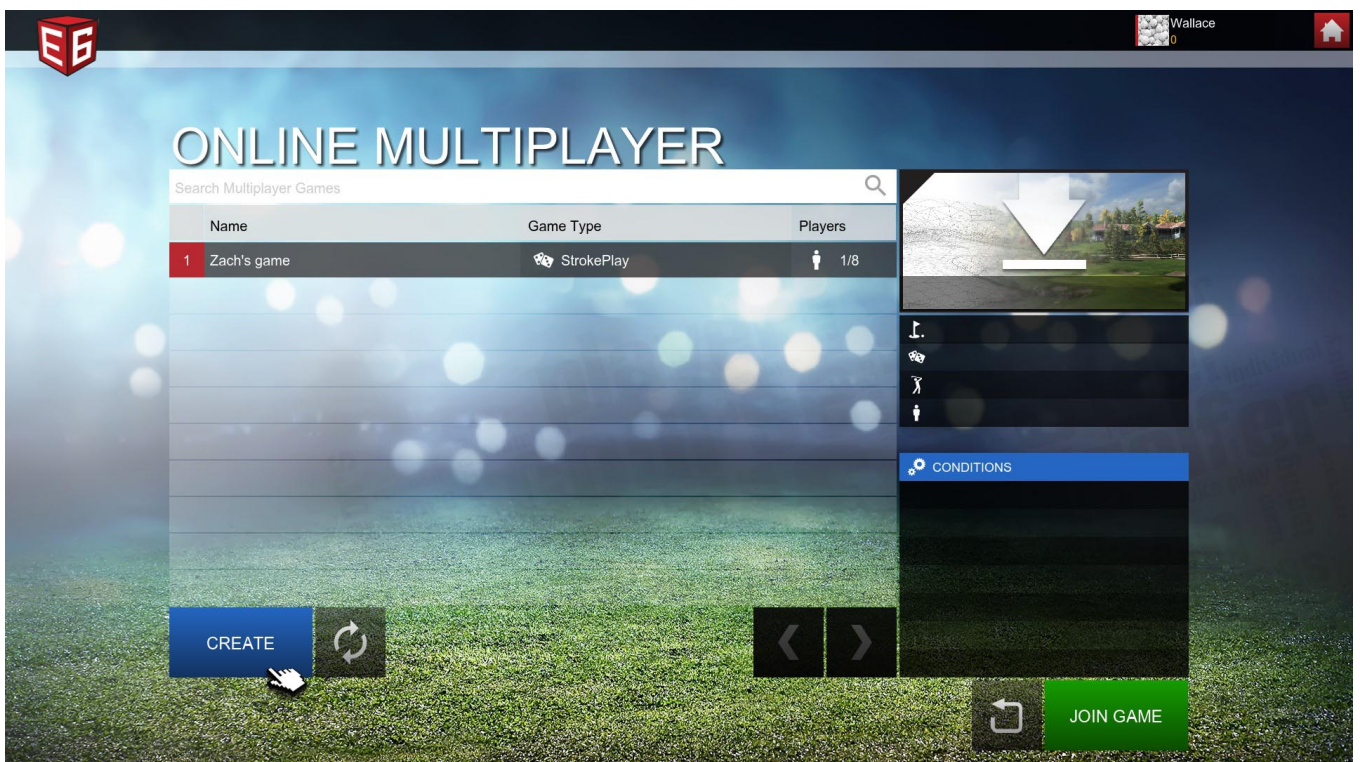 E6
Wallace
0
ONLINE MULTIPLAYER
Search Multiplayer Games
Name Game Type Players
1 Zach's game StrokePlay 1/8
CONDITIONS
CREATE
JOIN GAME